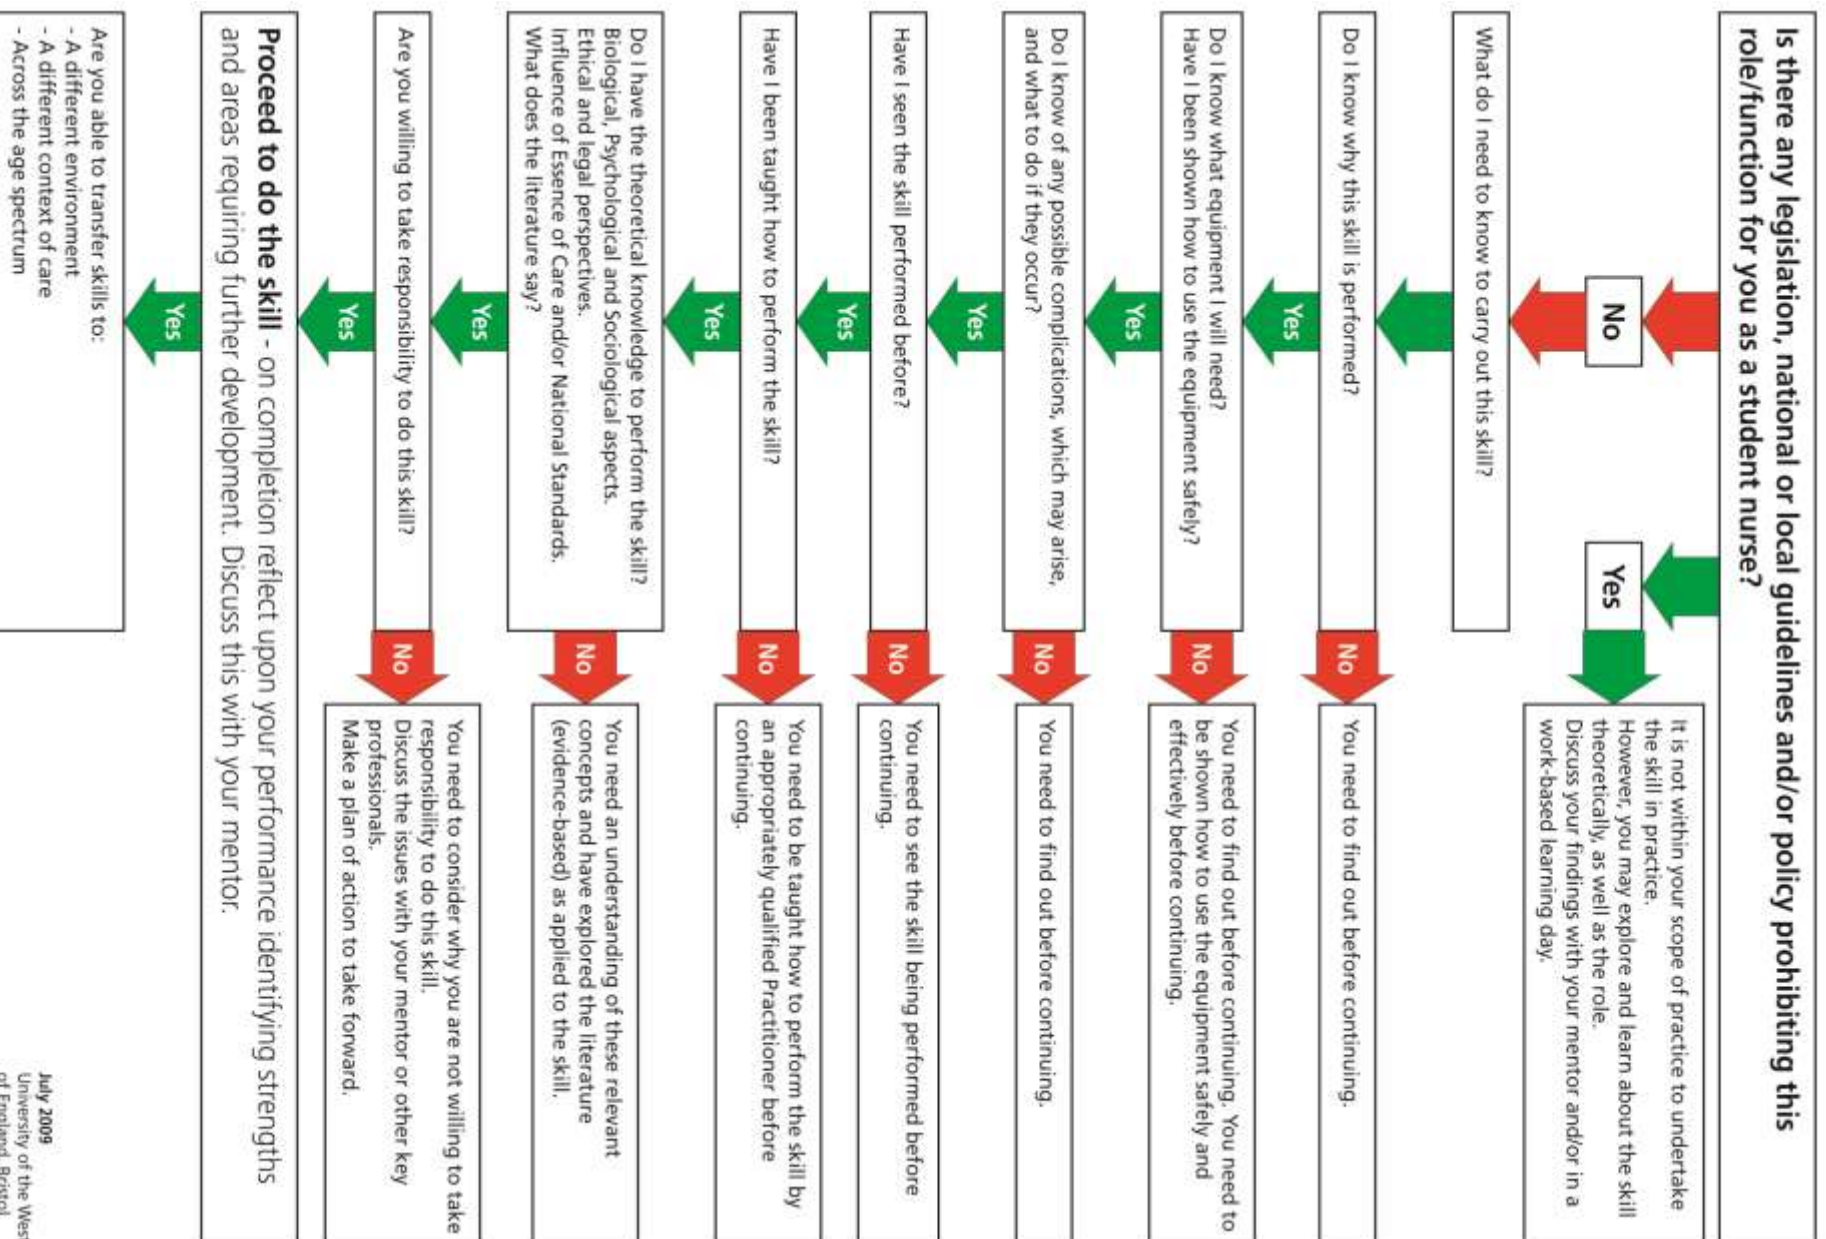 Is there any legislation, national or local guidelines and/or policy prohibiting this
role/function for you as a student nurse?
No
Yes
It is not within your scope of practice to undertake
the skill in practice.
However, you may explore and learn about the skill
theoretically, as well as the role.
Discuss your findings with your mentor and/or in a
work-based learning day.
What do I need to know to carry out this skill?
Do I know why this skill is performed?
No
You need to find out before continuing.
Yes
Do I know what equipment I will need?
Have I been shown how to use the equipment safely?
No
You need to find out before continuing. You need to
be shown how to use the equipment safely and
effectively before continuing.
Yes
Do I know of any possible complications, which may arise,
and what to do if they occur?
No
You need to find out before continuing.
Yes
Have I seen the skill performed before?
No
You need to see the skill being performed before
continuing.
Yes
Have I been taught how to perform the skill?
No
You need to be taught how to perform the skill by
an appropriately qualified Practitioner before
continuing.
Yes
Do I have the theoretical knowledge to perform the skill?
Biological, Psychological and Sociological aspects.
Ethical and legal perspectives.
Influence of Essence of Care and/or National Standards.
What does the literature say?
No
You need an understanding of these relevant
concepts and have explored the literature
(evidence-based) as applied to the skill.
Yes
Are you willing to take responsibility to do this skill?
No
You need to consider why you are not willing to take
responsibility to do this skill.
Discuss the issues with your mentor or other key
professionals.
Make a plan of action to take forward.
Yes
Proceed to do the skill - on completion reflect upon your performance identifying strengths
and areas requiring further development. Discuss this with your mentor.
Yes
Are you able to transfer skills to:
- A different environment
- A different context of care
- Across the age spectrum
July 2009
University of the West
of England, Bristol